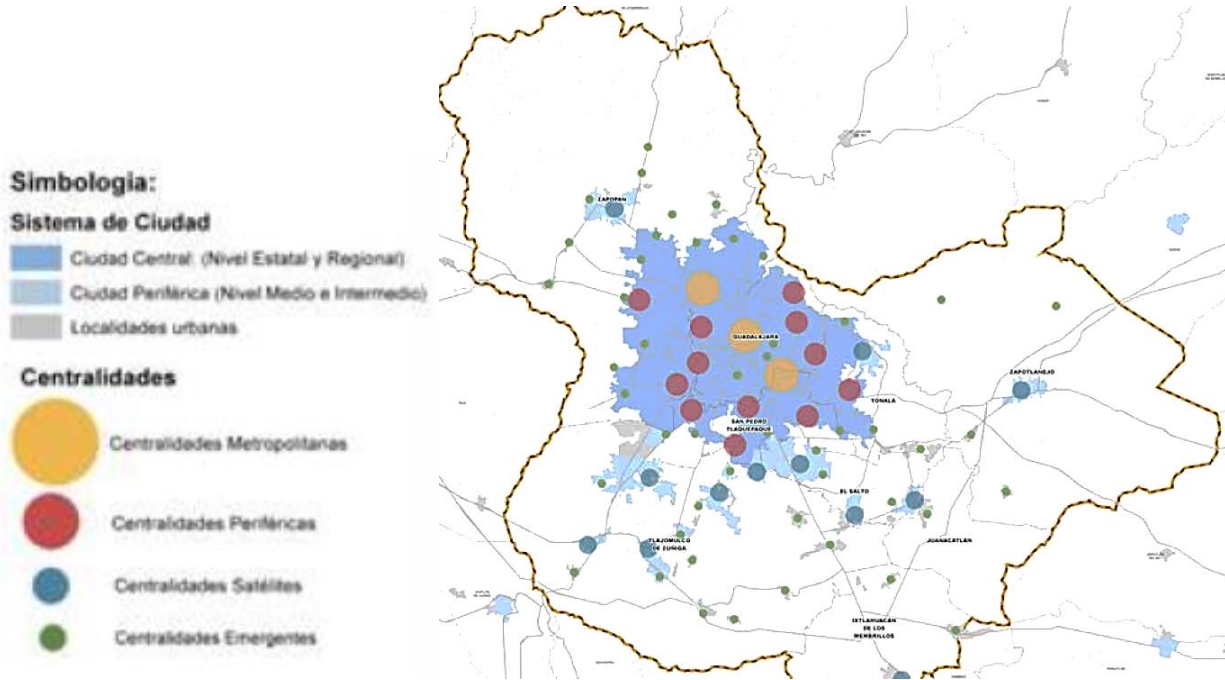 Simbologia:
Sistema de Ciudad
Ciudad Central: (Nivel Estatal y Regional)
Ciudad Periférica (Nivel Medio e Intermedio)
Localidades urbanas
Centralidades
Centralidades Metropolitanas
Centralidades Periféricas
Centralidades Satélites
Centralidades Emergentes
ZAPOPAN
GUADALAJARA
ZAPOTLANEJO
TONALA
SAN PEDRO
TLAQUEPAQUE
EL SALTO
TLAJOMULCO
DE ZUÑIGA
JUANACATLÁN
IXTLAHUACÁN
DE LOS
MEMBRILLOS